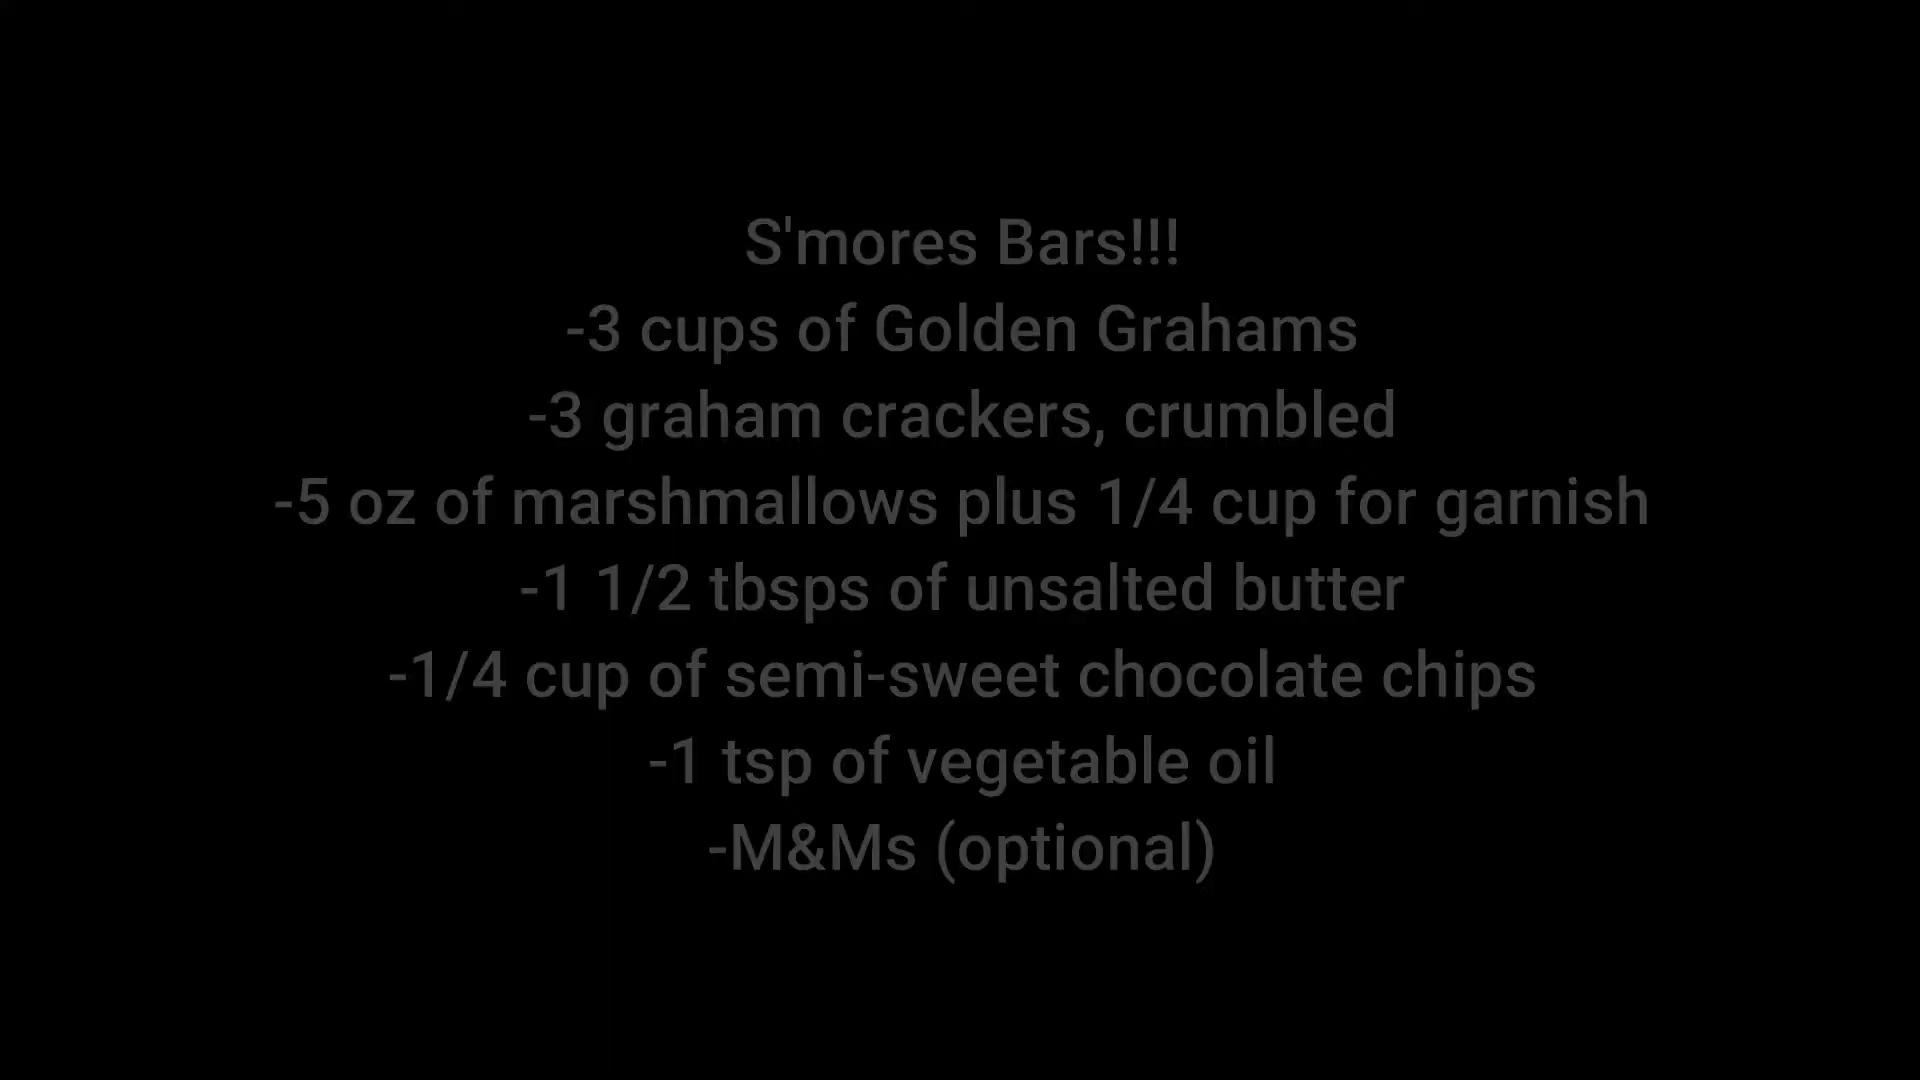 S'mores Bars!!!
-3 cups of Golden Grahams
-3 graham crackers, crumbled
-5 oz of marshmallows plus 1/4 cup for garnish
-1 1/2 tbsps of unsalted butter
-1/4 cup of semi-sweet chocolate chips
-1 tsp of vegetable oil
-M&Ms (optional)